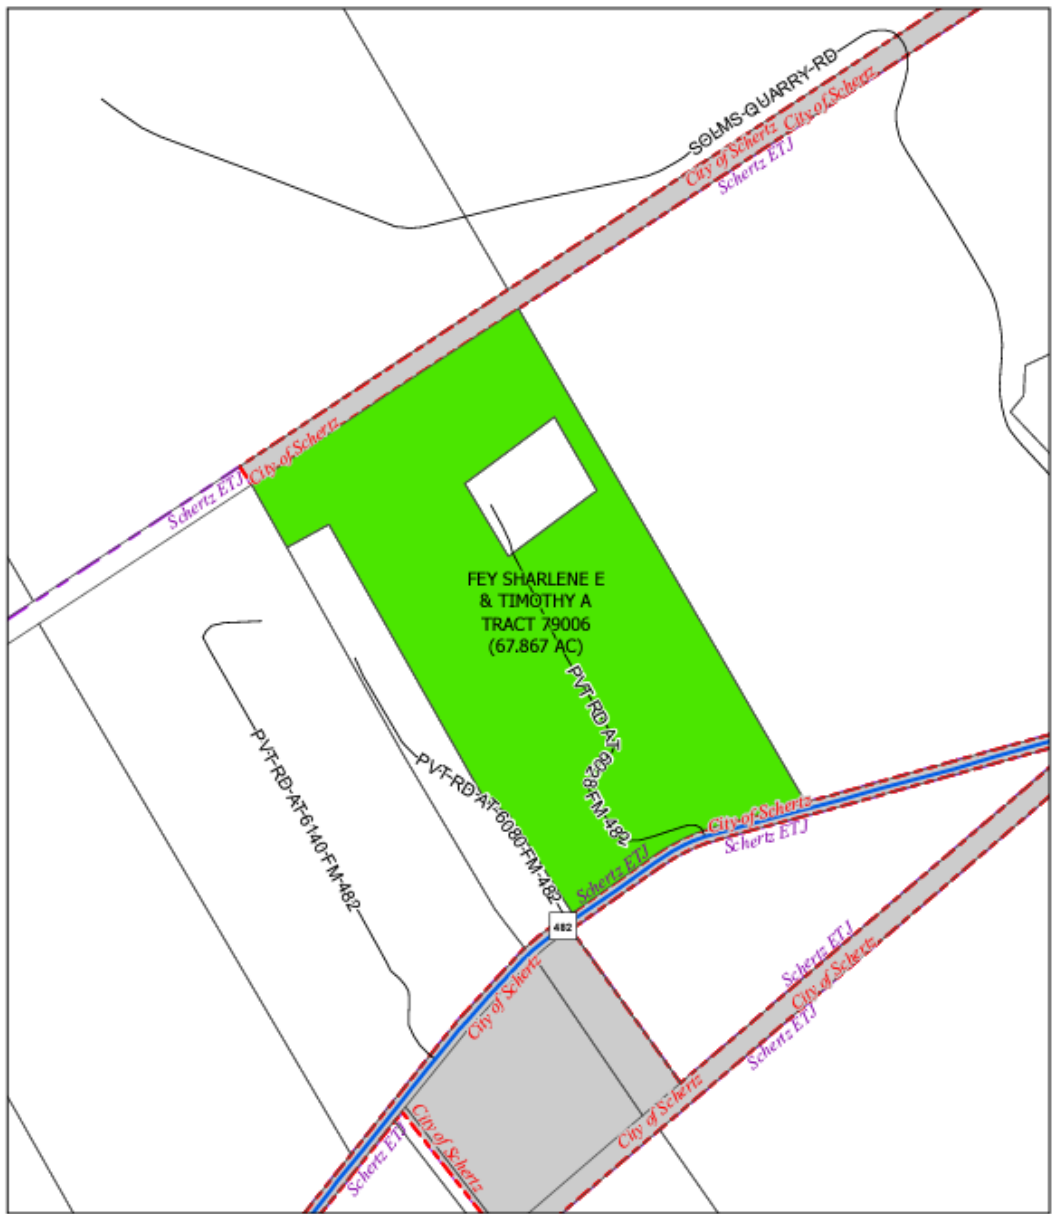 SOLMS-QUARRY-RD
City of Schertz
City of Schertz
Schertz ETJ
City of Schertz
Schertz ETJ
FEY SHARLENE E
& TIMOTHY A
TRACT 79006
(67.867 AC)
PVT-RD-AT-6028-FM-482
PVT-RD-AT-6080-FM-482
PVT-RD-AT-6140-FM-482
City of Schertz
Schertz ETJ
Schertz ETJ
482
City of Schertz
Schertz ETJ
City of Schertz
Schertz ETJ
City of Schertz
City of Schertz
Schertz ETJ